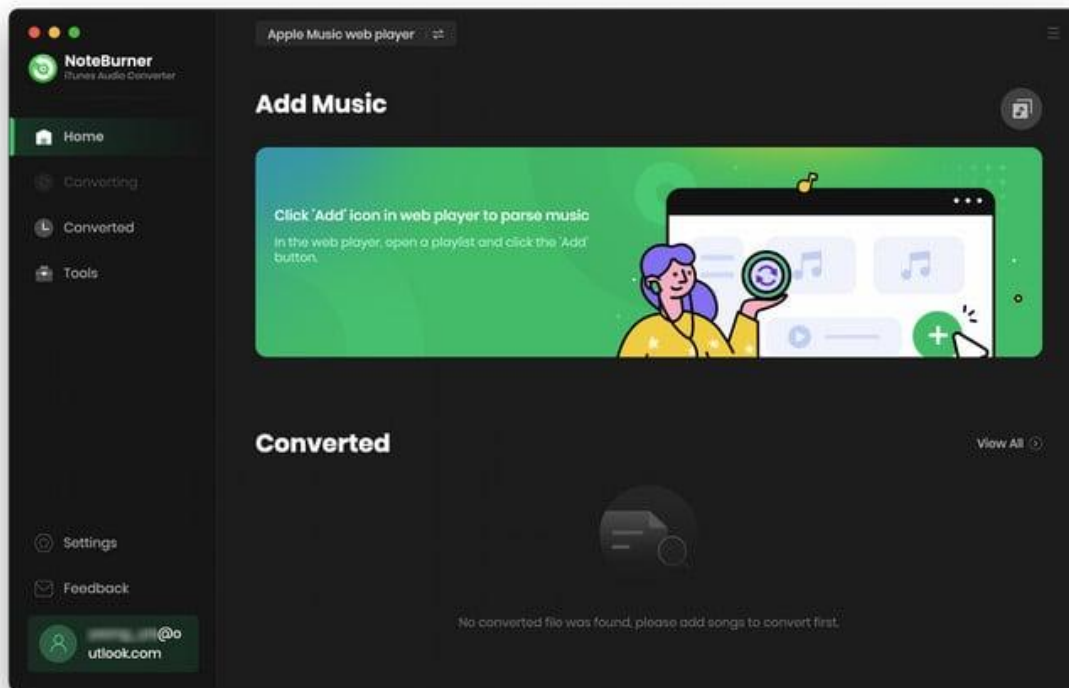 Apple Music web player
NoteBurner
iTunes Audio Converter
Add Music
Home
Converting
Converted
Tools
Click 'Add' icon in web player to parse music
In the web player, open a playlist and click the 'Add'
button.
Converted
View All
No converted file was found, please add songs to convert first.
Settings
Feedback
@o
utlook.com